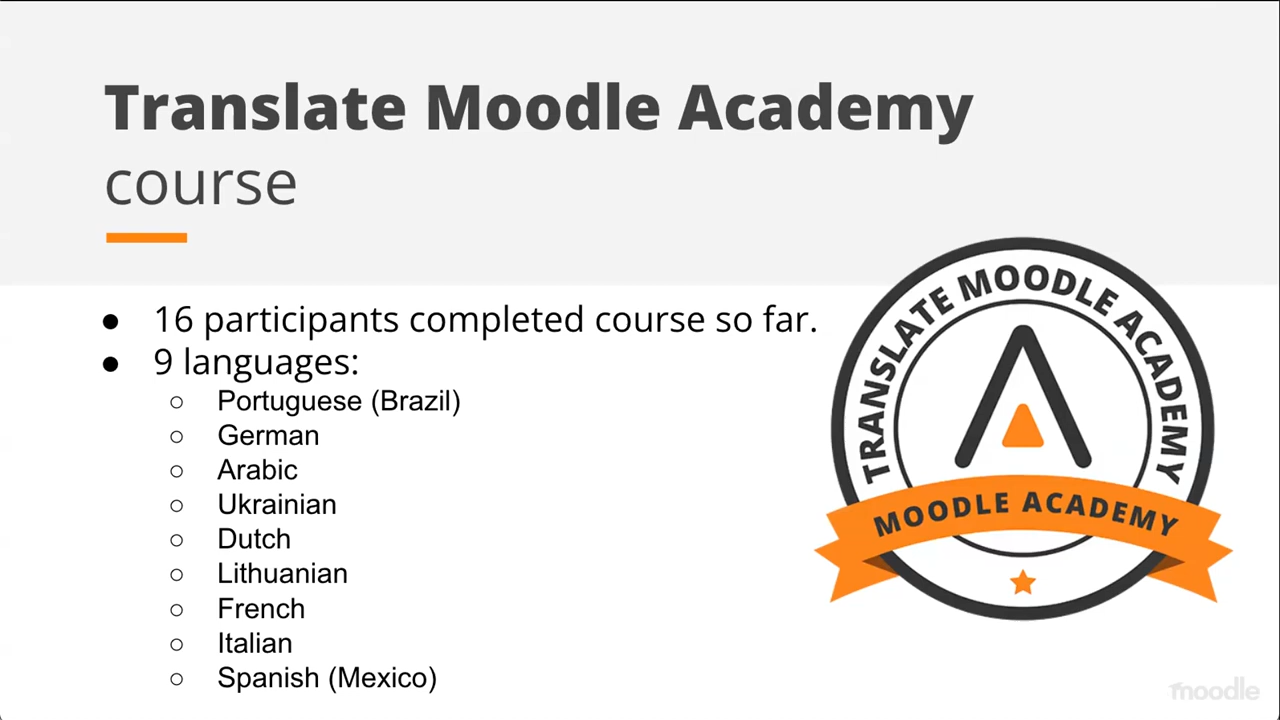 Translate Moodle Academy
course
● 16 participants completed course so far.
● 9 languages:
○ Portuguese (Brazil)
○ German
○ Arabic
○ Ukrainian
○ Dutch
○ Lithuanian
○ French
○ Italian
○ Spanish (Mexico)
TRANSLATE MOODLE ACADEMY
MOODLE ACADEMY
moodle